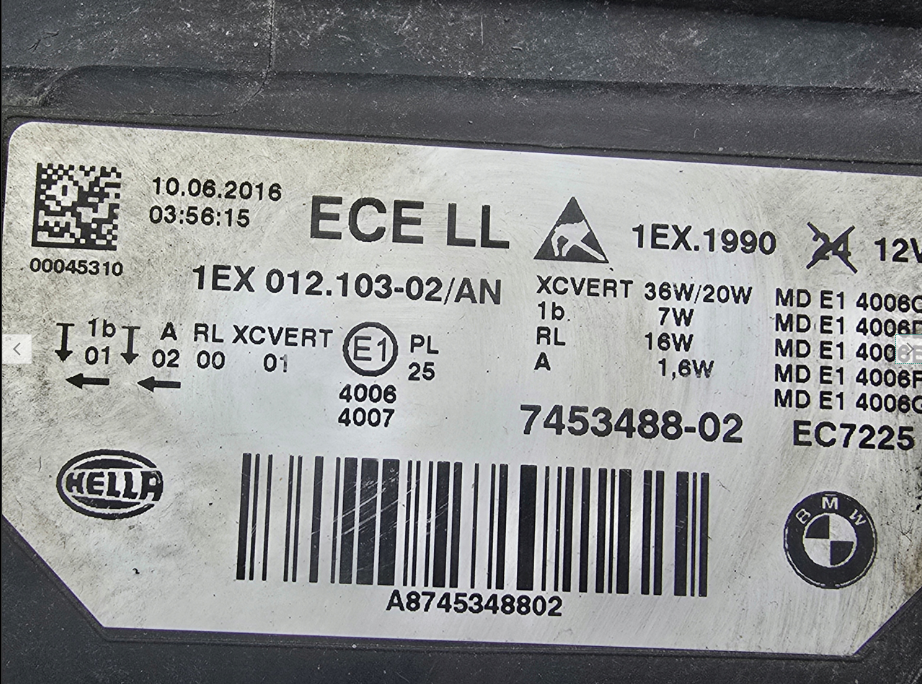 10.06.2016
03:56:15
ECE LL
1EX.1990
24 12V
00045310
1EX 012.103-02/AN
XCVERT 36W/20W
1b 7W
RL 16W
A 1,6W
MD E1 4006
MD E1 4006
MD E1 400
MD E1 4006
MD E1 4006
1b A RL XCVERT
01 02 00 01
E1
PL
25
4006
4007
7453488-02
EC7225
HELLA
BMW
A8745348802